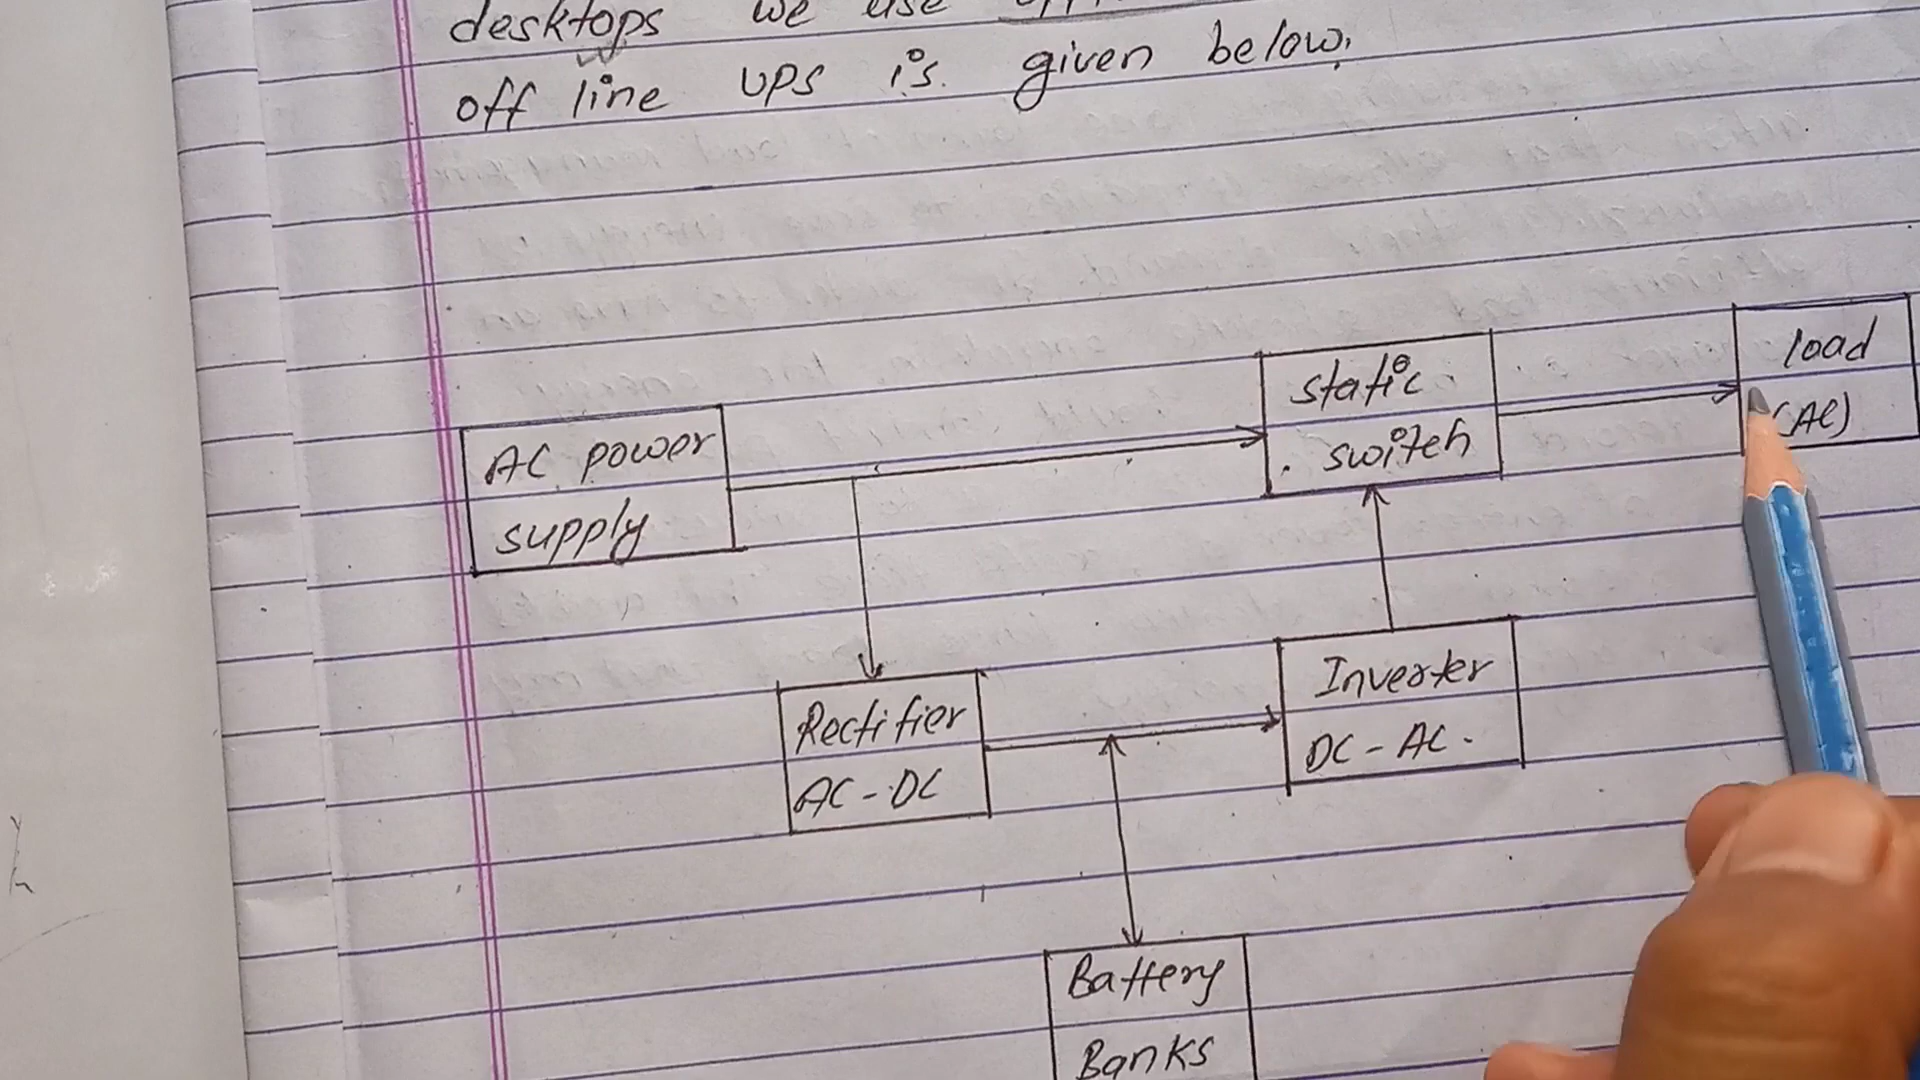 desktops we use
off line UPS is. given below.
load
(AC)
static
switch
AC power
supply
Inverter
DC - AC.
Rectifier
AC - DC
Battery
Banks